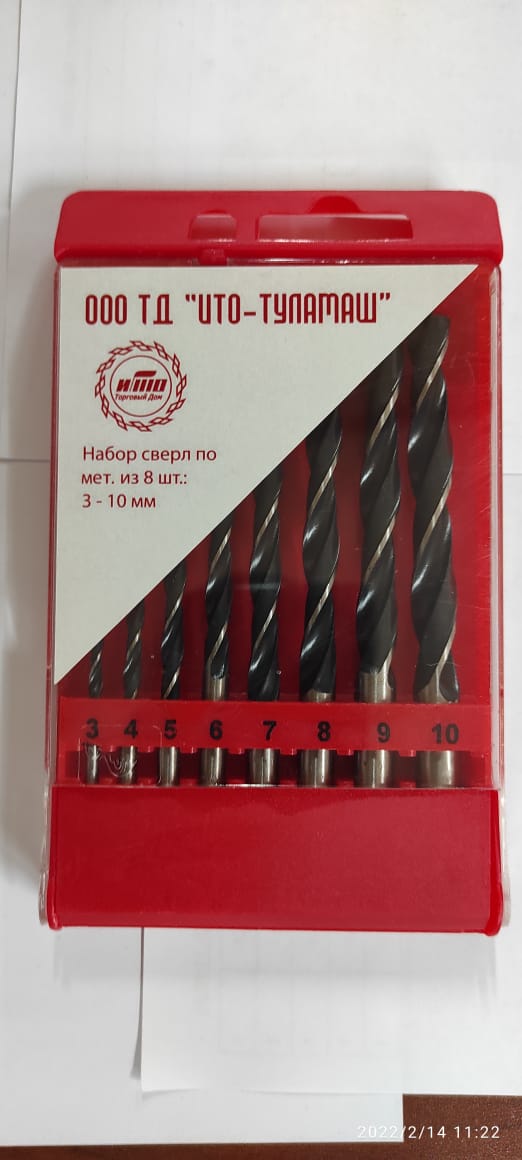 ООО ТД "ИТО-ТУЛАМАШ"
ИТО
Торговый Дом
Набор сверл по
мет. из 8 шт.:
3 - 10 мм
3 4 5 6 7 8 9 10
2022/2/14 11:22